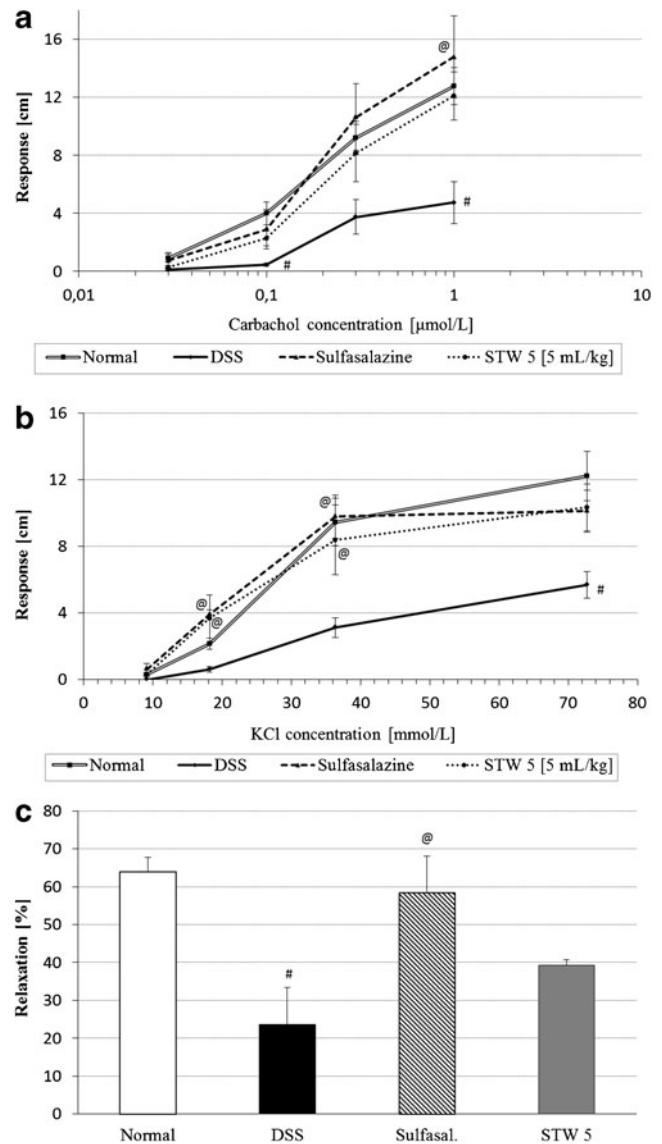 a
Response [cm]
16
12
8
4
0
@
#
#
0,01 0,1 1 10
Carbachol concentration [µmol/L]
Normal DSS Sulfasalazine STW 5 [5 mL/kg]
b
Response [cm]
16
12
8
4
0
@
@
@
@
#
0 10 20 30 40 50 60 70 80
KCl concentration [mmol/L]
Normal DSS Sulfasalazine STW 5 [5 mL/kg]
c
Relaxation [%]
80
70
60
50
40
30
20
10
0
#
@
Normal DSS Sulfasal. STW 5